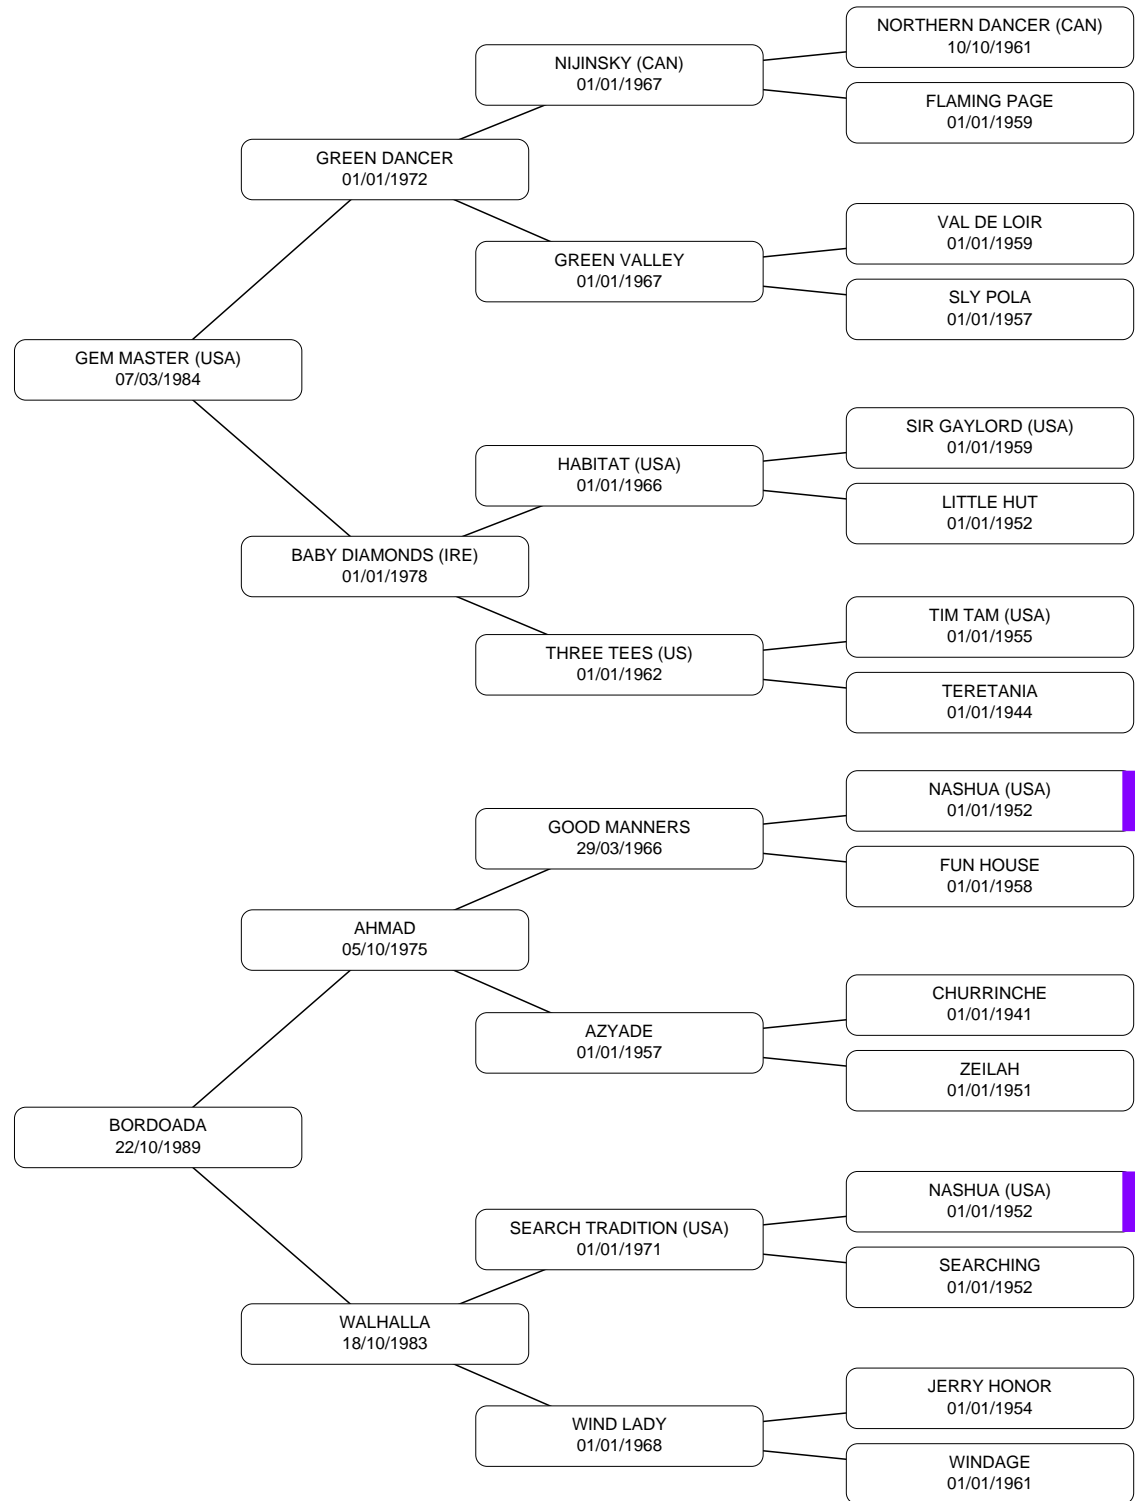 NORTHERN DANCER (CAN)
10/10/1961
NIJINSKY (CAN)
01/01/1967
FLAMING PAGE
01/01/1959
GREEN DANCER
01/01/1972
VAL DE LOIR
01/01/1959
GREEN VALLEY
01/01/1967
SLY POLA
01/01/1957
GEM MASTER (USA)
07/03/1984
SIR GAYLORD (USA)
01/01/1959
HABITAT (USA)
01/01/1966
LITTLE HUT
01/01/1952
BABY DIAMONDS (IRE)
01/01/1978
TIM TAM (USA)
01/01/1955
THREE TEES (US)
01/01/1962
TERETANIA
01/01/1944
NASHUA (USA)
01/01/1952
GOOD MANNERS
29/03/1966
FUN HOUSE
01/01/1958
AHMAD
05/10/1975
CHURRINCHE
01/01/1941
AZYADE
01/01/1957
ZEILAH
01/01/1951
BORDOADA
22/10/1989
NASHUA (USA)
01/01/1952
SEARCH TRADITION (USA)
01/01/1971
SEARCHING
01/01/1952
WALHALLA
18/10/1983
JERRY HONOR
01/01/1954
WIND LADY
01/01/1968
WINDAGE
01/01/1961